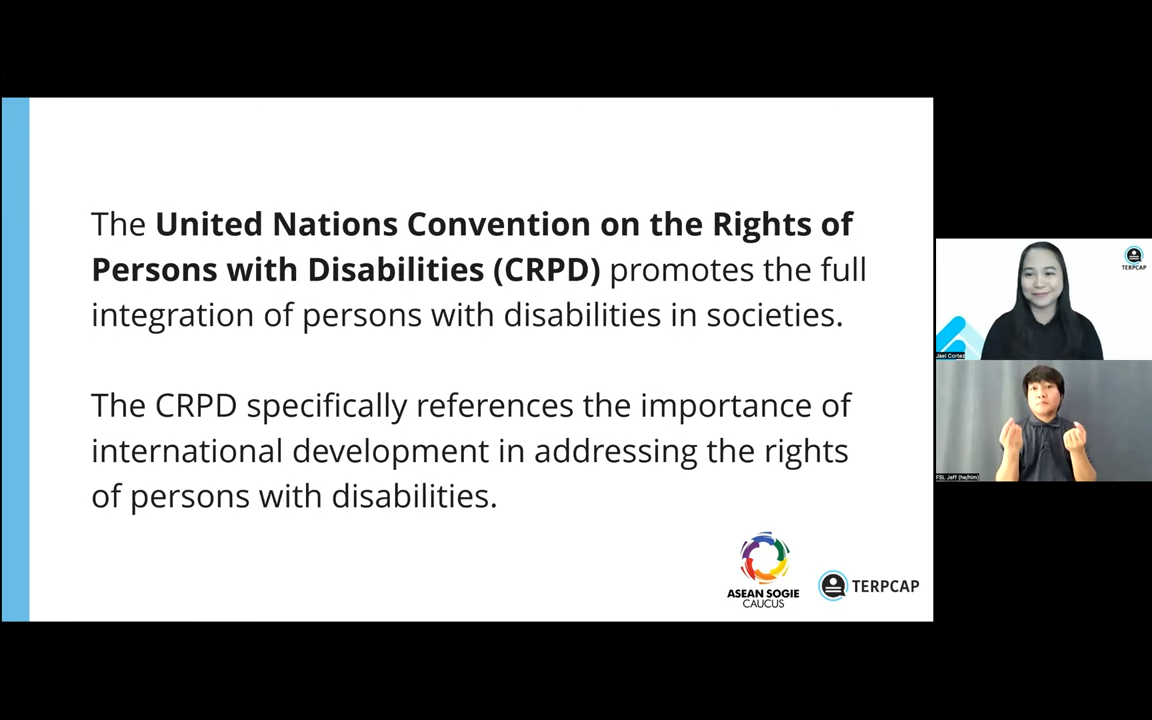 The United Nations Convention on the Rights of
Persons with Disabilities (CRPD) promotes the full
integration of persons with disabilities in societies.
The CRPD specifically references the importance of
international development in addressing the rights
of persons with disabilities.
ASEAN SOGIE
CAUCUS
TERPCAP
TERPCAP
Jael Cortez
FSL Jeff (he/him)